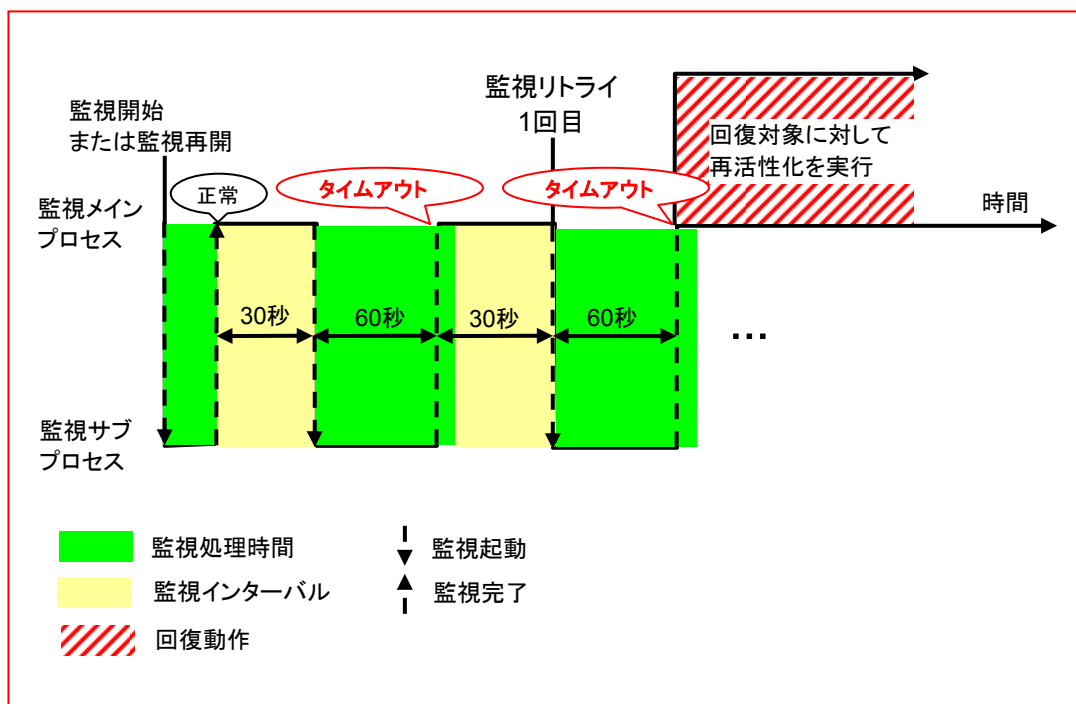 監視開始
または監視再開
監視リトライ
1回目
回復対象に対して
再活性化を実行
正常
タイムアウト
タイムアウト
時間
監視メイン
プロセス
30秒
60秒
30秒
60秒
...
監視サブ
プロセス
監視処理時間
監視起動
監視インターバル
監視完了
回復動作